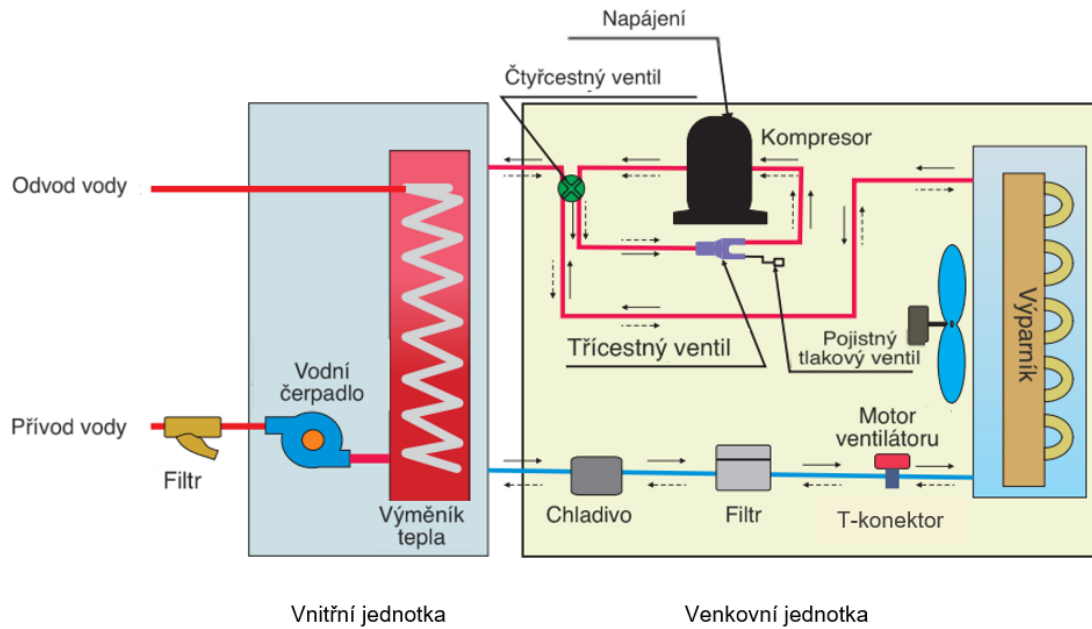 Napájení
Čtyřcestný ventil
Kompresor
Odvod vody
Třícestný ventil
Pojistný
tlakový ventil
Výparník
Vodní
čerpadlo
Přívod vody
Motor
ventilátoru
Filtr
Výměník
tepla
Chladivo
Filtr
T-konektor
Vnitřní jednotka
Venkovní jednotka